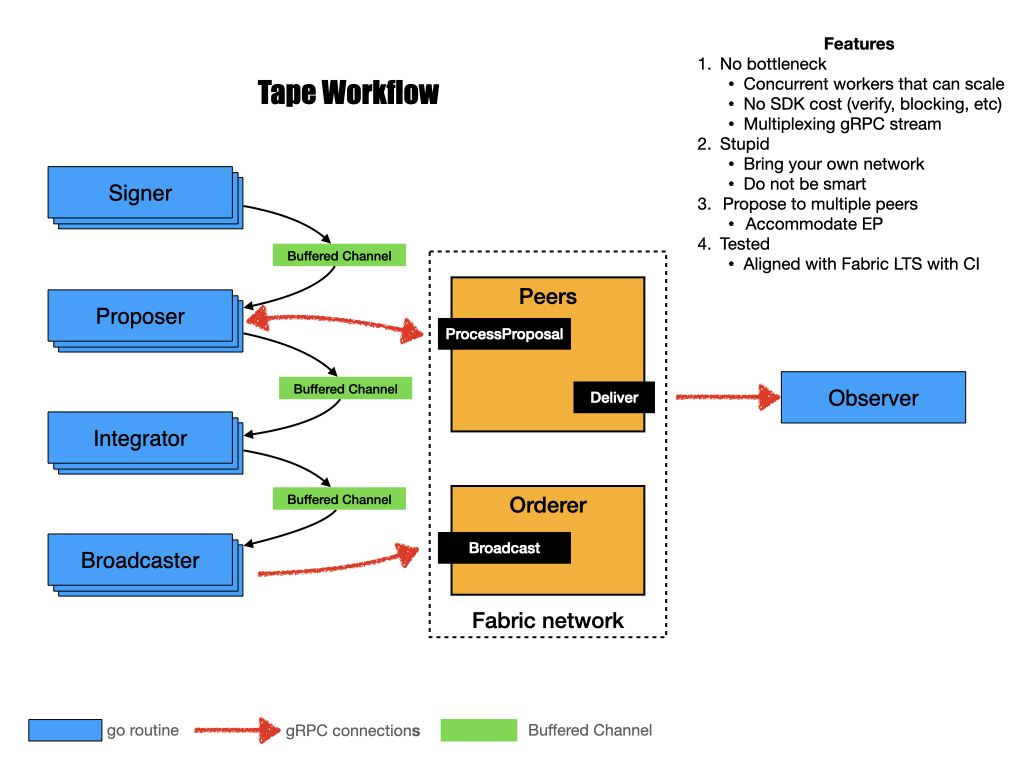 Tape Workflow
Features
1. No bottleneck
• Concurrent workers that can scale
• No SDK cost (verify, blocking, etc)
• Multiplexing gRPC stream
2. Stupid
• Bring your own network
• Do not be smart
3. Propose to multiple peers
• Accommodate EP
4. Tested
• Aligned with Fabric LTS with CI
Signer
Buffered Channel
Proposer
Buffered Channel
Integrator
Buffered Channel
Broadcaster
Peers
ProcessProposal
Deliver
Orderer
Broadcast
Fabric network
Observer
go routine
gRPC connections
Buffered Channel